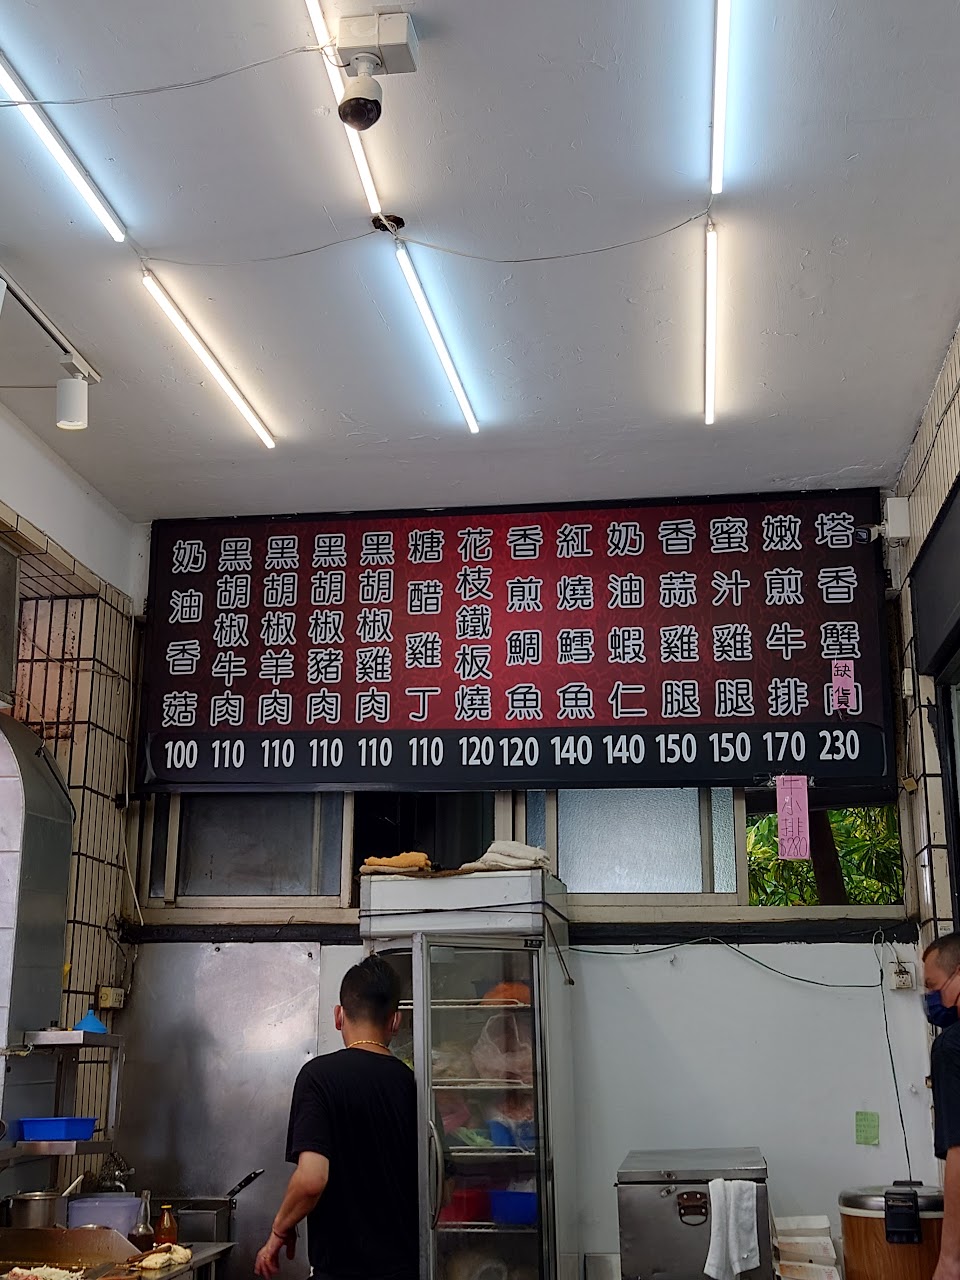 塔香蟹肉
230
嫩煎牛排
170
蜜汁雞腿
150
香蒜雞腿
150
奶油蝦仁
140
紅燒鱈魚
140
香煎鯛魚
120
花枝鐵板燒
120
糖醋雞丁
110
黑胡椒雞肉
110
黑胡椒豬肉
110
黑胡椒羊肉
110
黑胡椒牛肉
110
奶油香菇
100
缺貨
牛小排